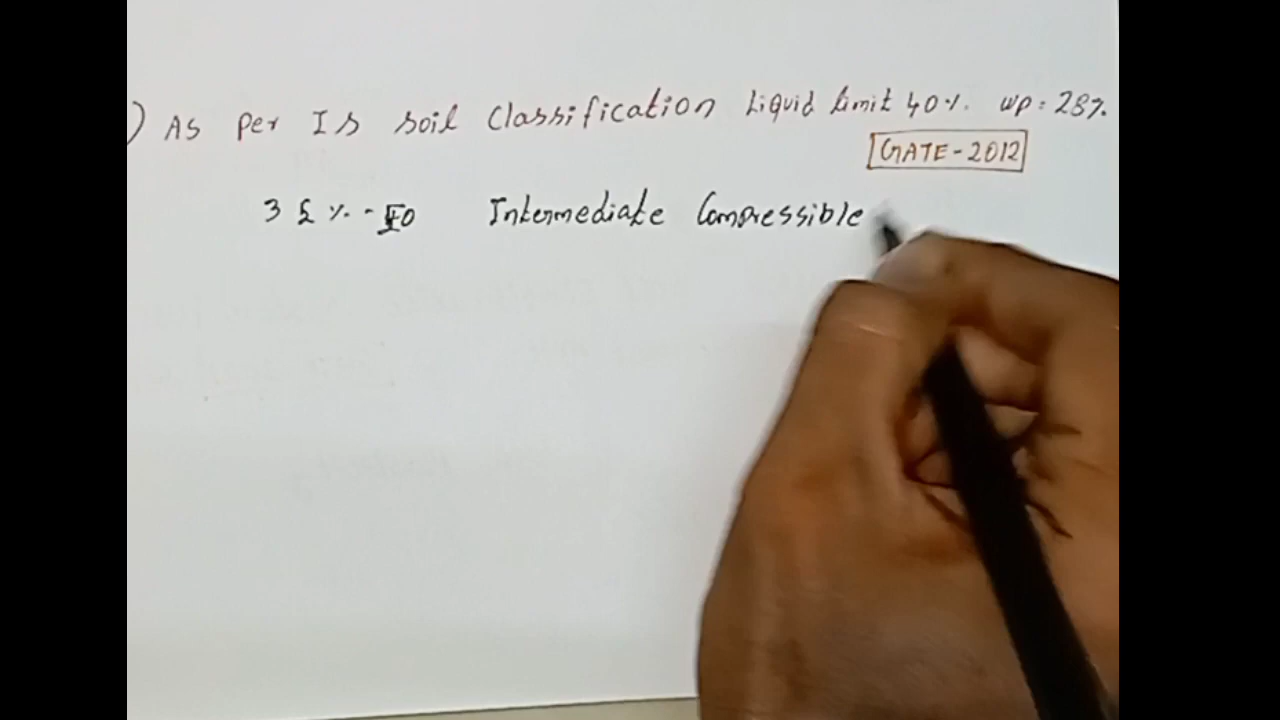 ) As per Is soil classification Liquid limit 40%. wp = 28%.
GATE-2012
35%. - 50 Intermediate Compressible